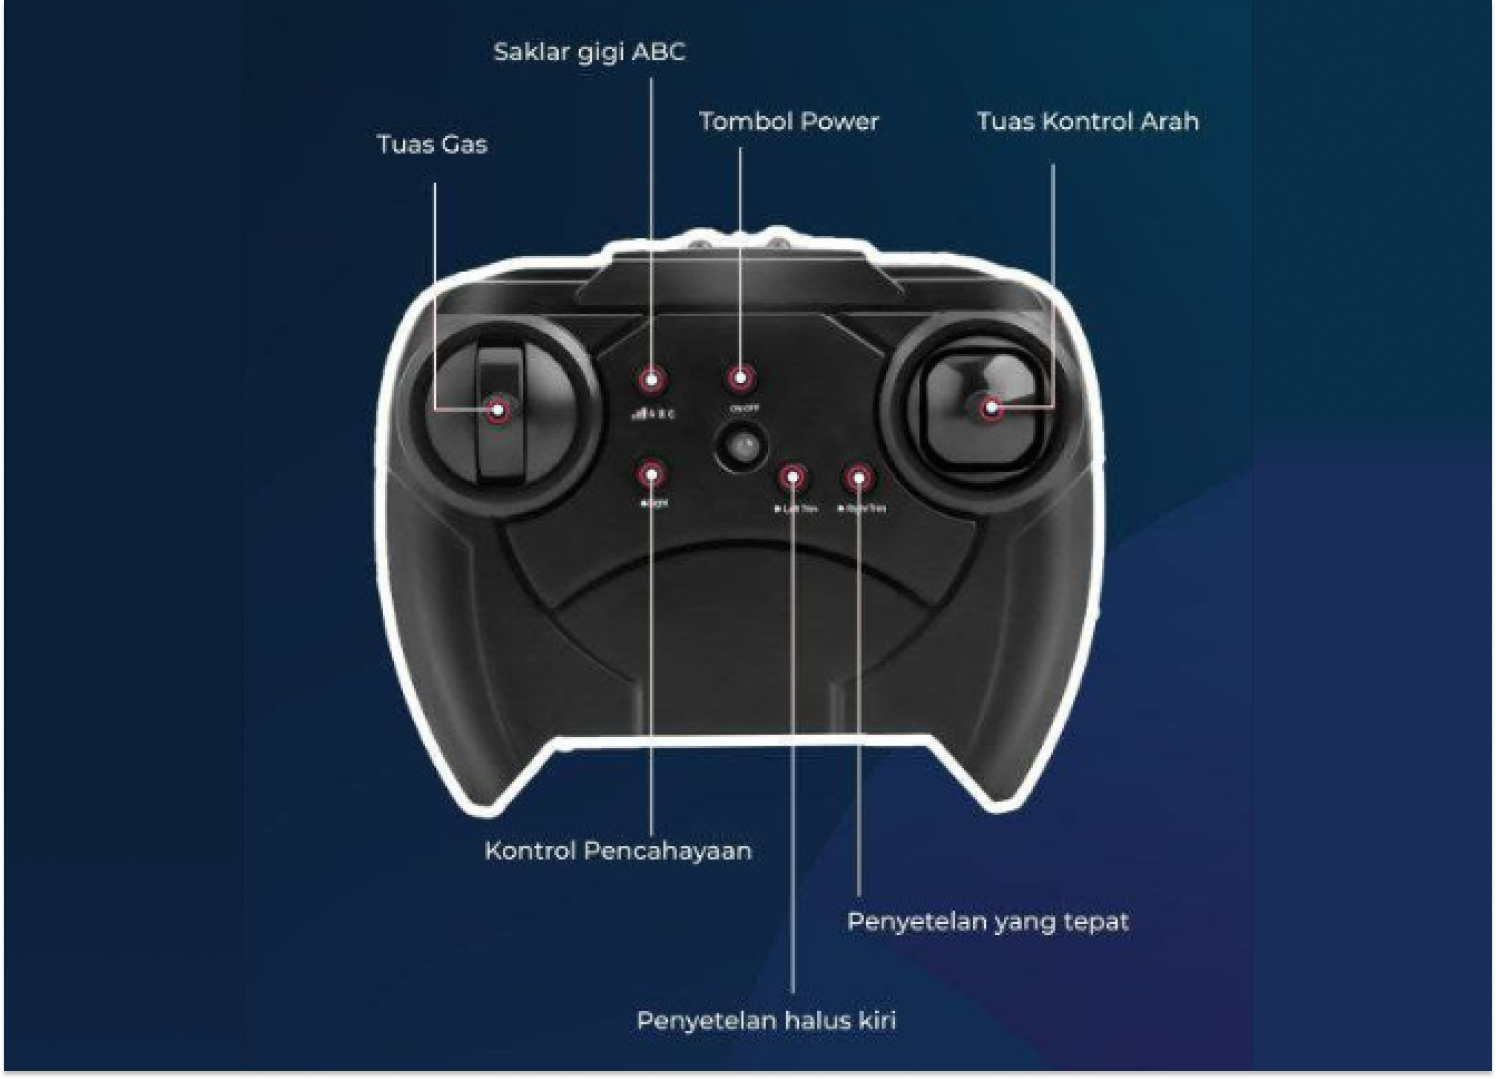 Saklar gigi ABC
Tombol Power
Tuas Kontrol Arah
Tuas Gas
A B C
ON/OFF
Left Trim
Right Trim
Kontrol Pencahayaan
Penyetelan yang tepat
Penyetelan halus kiri